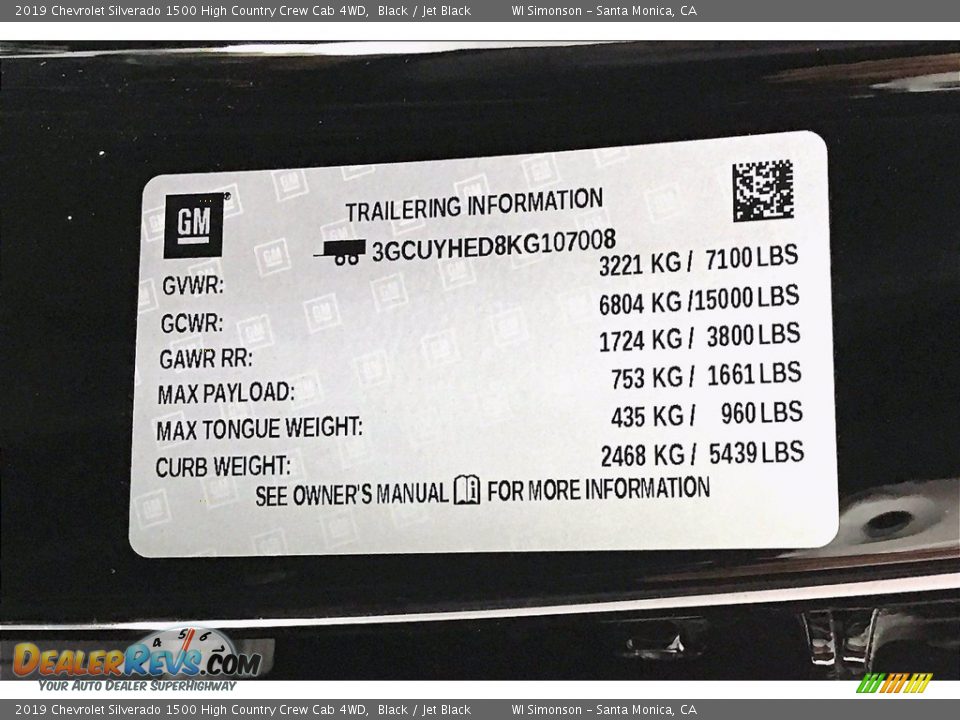 2019 Chevrolet Silverado 1500 High Country Crew Cab 4WD, Black / Jet Black WI Simonson - Santa Monica, CA
GM®
TRAILERING INFORMATION
3GCUYHED8KG107008
GVWR: 3221 KG / 7100 LBS
GCWR: 6804 KG /15000 LBS
GAWR RR: 1724 KG / 3800 LBS
MAX PAYLOAD: 753 KG / 1661 LBS
MAX TONGUE WEIGHT: 435 KG / 960 LBS
CURB WEIGHT: 2468 KG / 5439 LBS
SEE OWNER'S MANUAL FOR MORE INFORMATION
4 5 6
DEALERREVS.COM
YOUR AUTO DEALER SUPERHIGHWAY
2019 Chevrolet Silverado 1500 High Country Crew Cab 4WD, Black / Jet Black WI Simonson - Santa Monica, CA